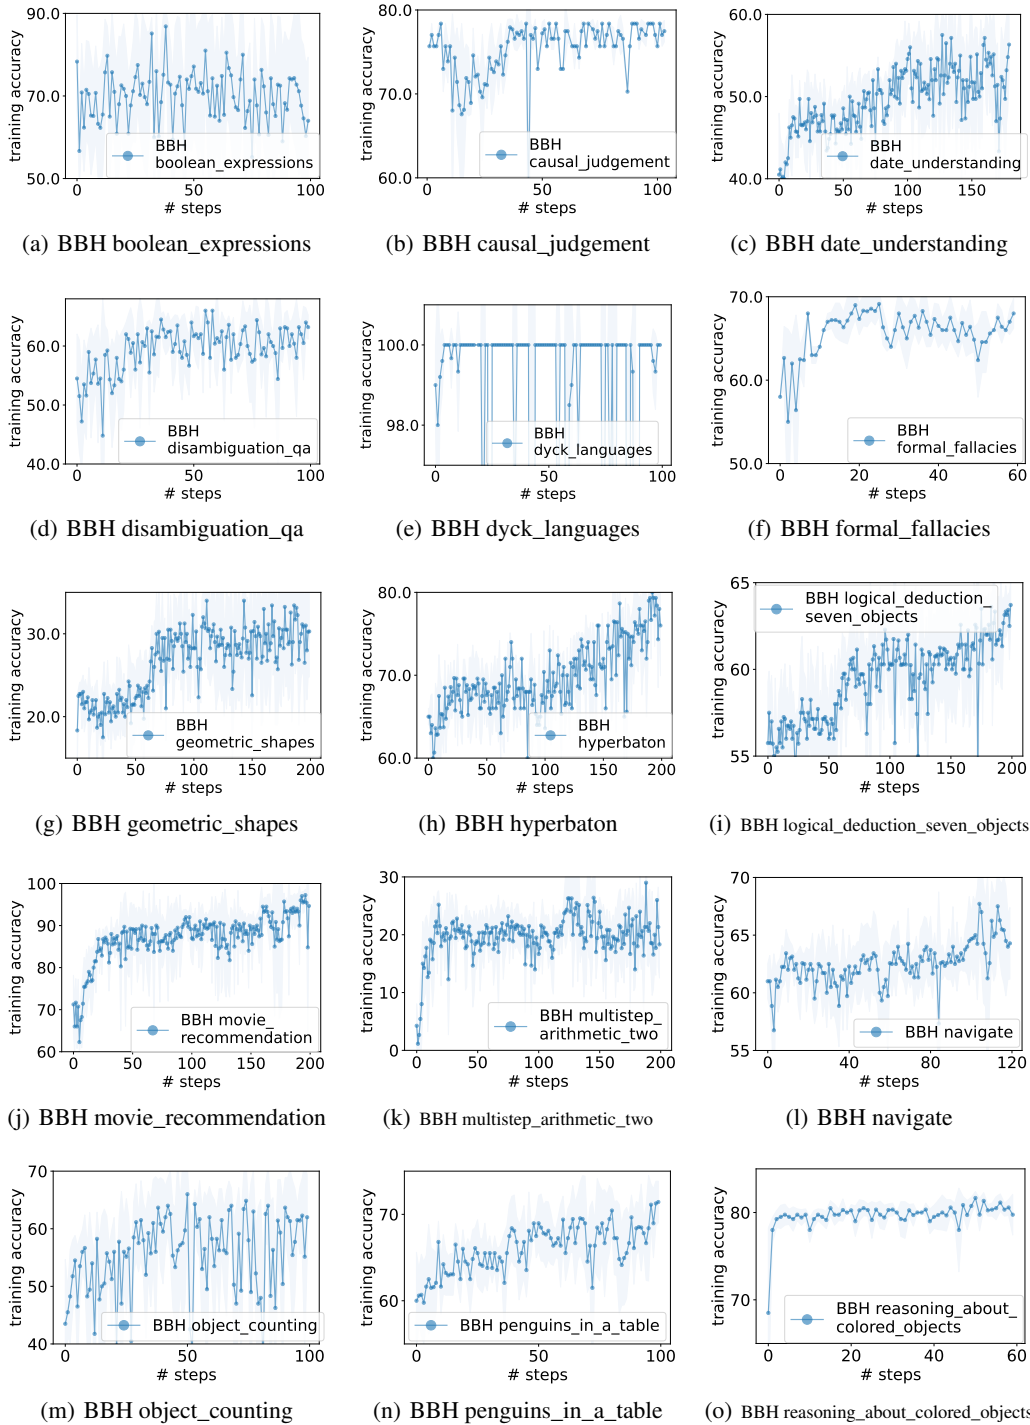 90.0
70.0
50.0
training accuracy
BBH
boolean_expressions
0 50 100
# steps
(a) BBH boolean_expressions
80.0
70.0
60.0
training accuracy
BBH
causal_judgement
0 50 100
# steps
(b) BBH causal_judgement
60.0
50.0
40.0
training accuracy
BBH
date_understanding
0 50 100 150
# steps
(c) BBH date_understanding
60.0
50.0
40.0
training accuracy
BBH
disambiguation_qa
0 50 100
# steps
(d) BBH disambiguation_qa
100.0
98.0
training accuracy
BBH
dyck_languages
0 50 100
# steps
(e) BBH dyck_languages
70.0
60.0
50.0
training accuracy
BBH
formal_fallacies
0 20 40 60
# steps
(f) BBH formal_fallacies
30.0
20.0
training accuracy
BBH
geometric_shapes
0 50 100 150 200
# steps
(g) BBH geometric_shapes
80.0
70.0
60.0
training accuracy
BBH
hyperbaton
0 50 100 150 200
# steps
(h) BBH hyperbaton
65
60
55
training accuracy
BBH logical_deduction_
seven_objects
0 50 100 150 200
# steps
(i) BBH logical_deduction_seven_objects
100
90
80
70
60
training accuracy
BBH movie_
recommendation
0 50 100 150 200
# steps
(j) BBH movie_recommendation
30
20
10
0
training accuracy
BBH multistep_
arithmetic_two
0 50 100 150 200
# steps
(k) BBH multistep_arithmetic_two
70
65
60
55
training accuracy
BBH navigate
0 40 80 120
# steps
(l) BBH navigate
70
60
50
40
training accuracy
BBH object_counting
0 50 100
# steps
(m) BBH object_counting
70
60
training accuracy
BBH penguins_in_a_table
0 50 100
# steps
(n) BBH penguins_in_a_table
80
70
training accuracy
BBH reasoning_about_
colored_objects
0 20 40 60
# steps
(o) BBH reasoning_about_colored_objects